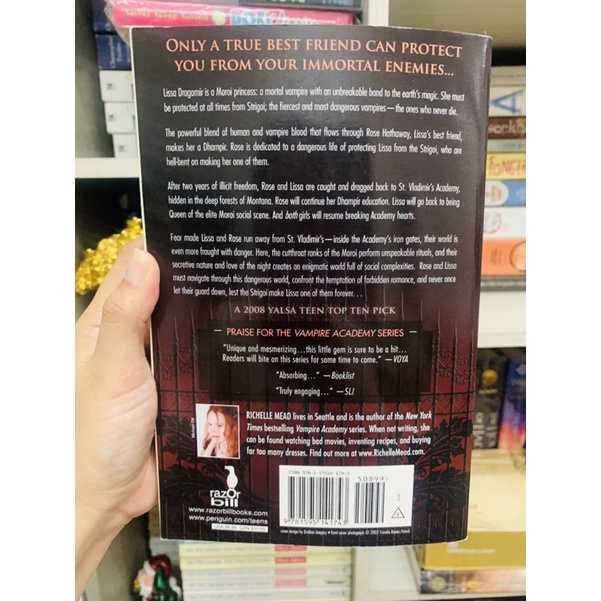 ONLY A TRUE BEST FRIEND CAN PROTECT
YOU FROM YOUR IMMORTAL ENEMIES...
Lissa Dragomir is a Moroi princess: a mortal vampire with an unbreakable bond to the earth's magic. She must
be protected at all times from Strigoi; the fiercest and most dangerous vampires—the ones who never die.
The powerful blend of human and vampire blood that flows through Rose Hathaway, Lissa's best friend,
makes her a Dhampir. Rose is dedicated to a dangerous life of protecting Lissa from the Strigoi, who are
hell-bent on making her one of them.
After two years of illicit freedom, Rose and Lissa are caught and dragged back to St. Vladimir's Academy,
hidden in the deep forests of Montana. Rose will continue her Dhampir education. Lissa will go back to being
Queen of the elite Moroi social scene. And both girls will resume breaking Academy hearts.
Fear made Lissa and Rose run away from St. Vladimir's—inside the Academy's iron gates, their world is
even more fraught with danger. Here, the cutthroat ranks of the Moroi perform unspeakable rituals, and their
secretive nature and love of the night creates an enigmatic world full of social complexities. Rose and Lissa
must navigate through this dangerous world, confront the temptation of forbidden romance, and never once
let their guard down, lest the Strigoi make Lissa one of them forever. . .
A 2008 YALSA TEEN TOP TEN PICK
PRAISE FOR THE VAMPIRE ACADEMY SERIES
"Unique and mesmerizing...this little gem is sure to be a hit...
Readers will bite on this series for some time to come." —VOYA
"Absorbing..." —Booklist
"Truly engaging..." —SLJ
RICHELLE MEAD lives in Seattle and is the author of the New York
Times bestselling Vampire Academy series. When not writing, she
can be found watching bad movies, inventing recipes, and buying
far too many dresses. Find out more at www.RichelleMead.com.
razOr
bill
www.razorbillbooks.com
www.penguin.com/teens
ISBN 978-1-59514-174-3
50899
9 781595 141743